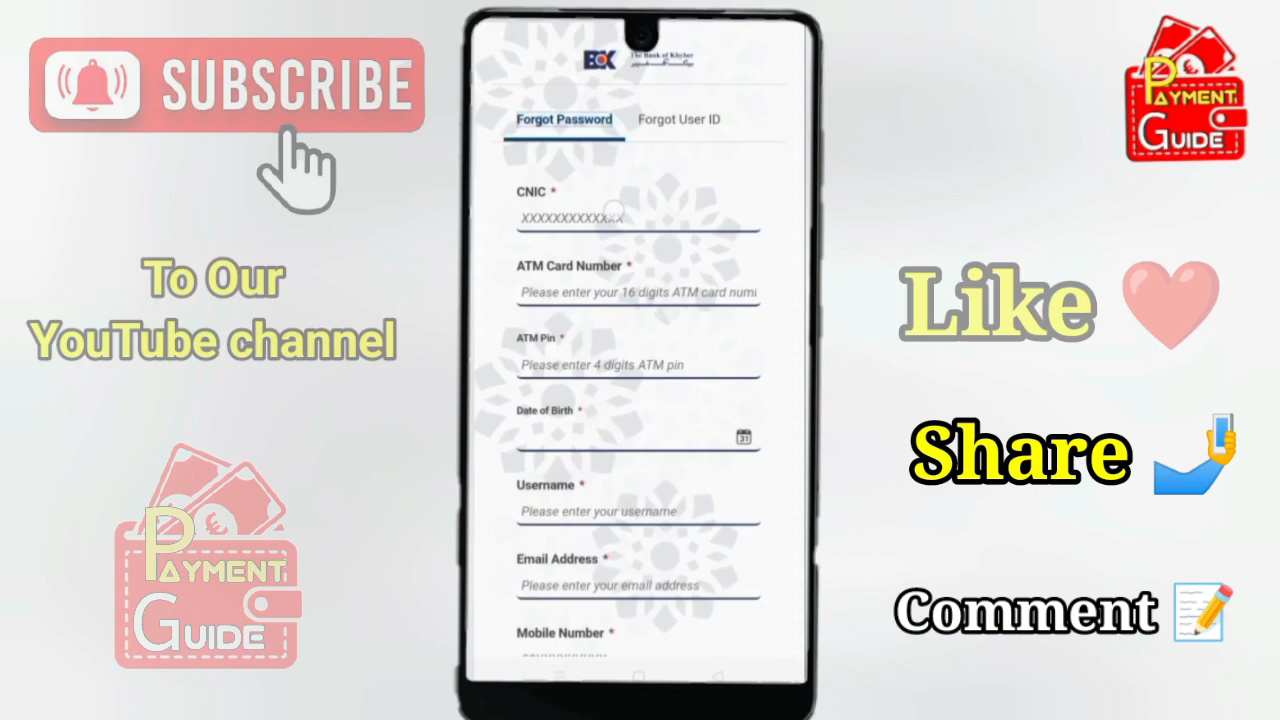 SUBSCRIBE
To Our
YouTube channel
PAYMENT
GUIDE
BOK
The Bank of Khyber
Forgot Password
Forgot User ID
CNIC *
XXXXXXXXXXXXX
ATM Card Number *
Please enter your 16 digits ATM card numb
ATM Pin *
Please enter 4 digits ATM pin
Date of Birth *
31
Username *
Please enter your username
Email Address *
Please enter your email address
Mobile Number *
PAYMENT
GUIDE
Like
Share
Comment